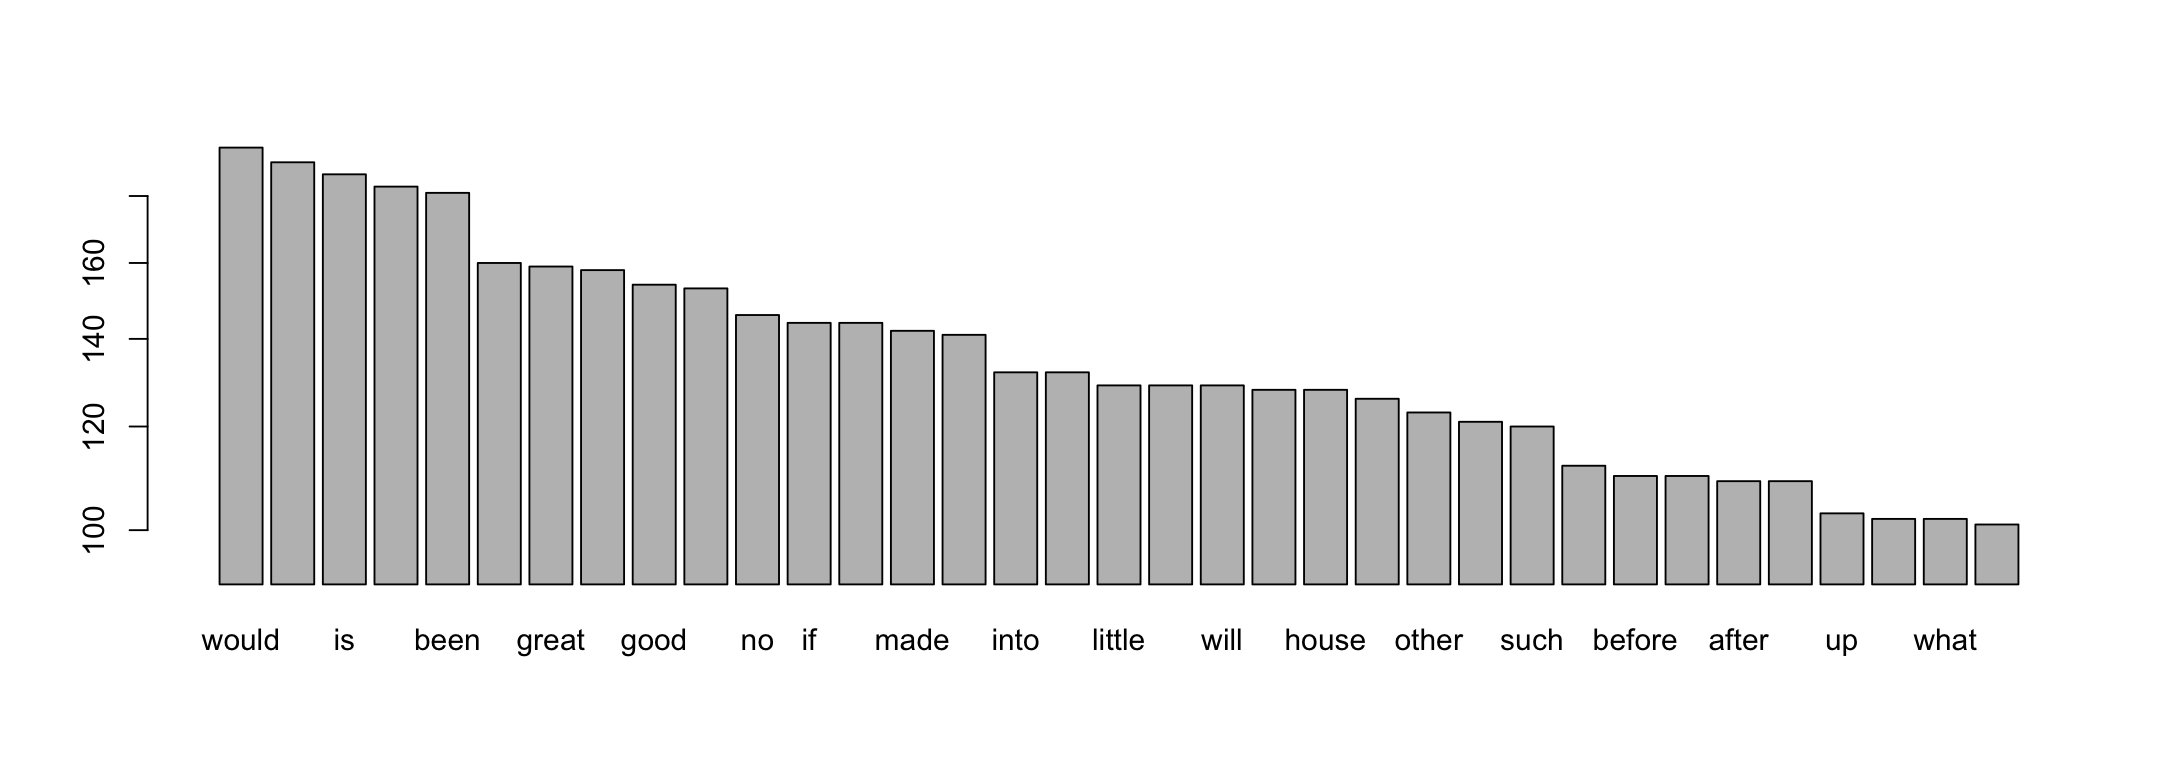 160
140
120
100
would is been great good no if made into little will house other such before after up what